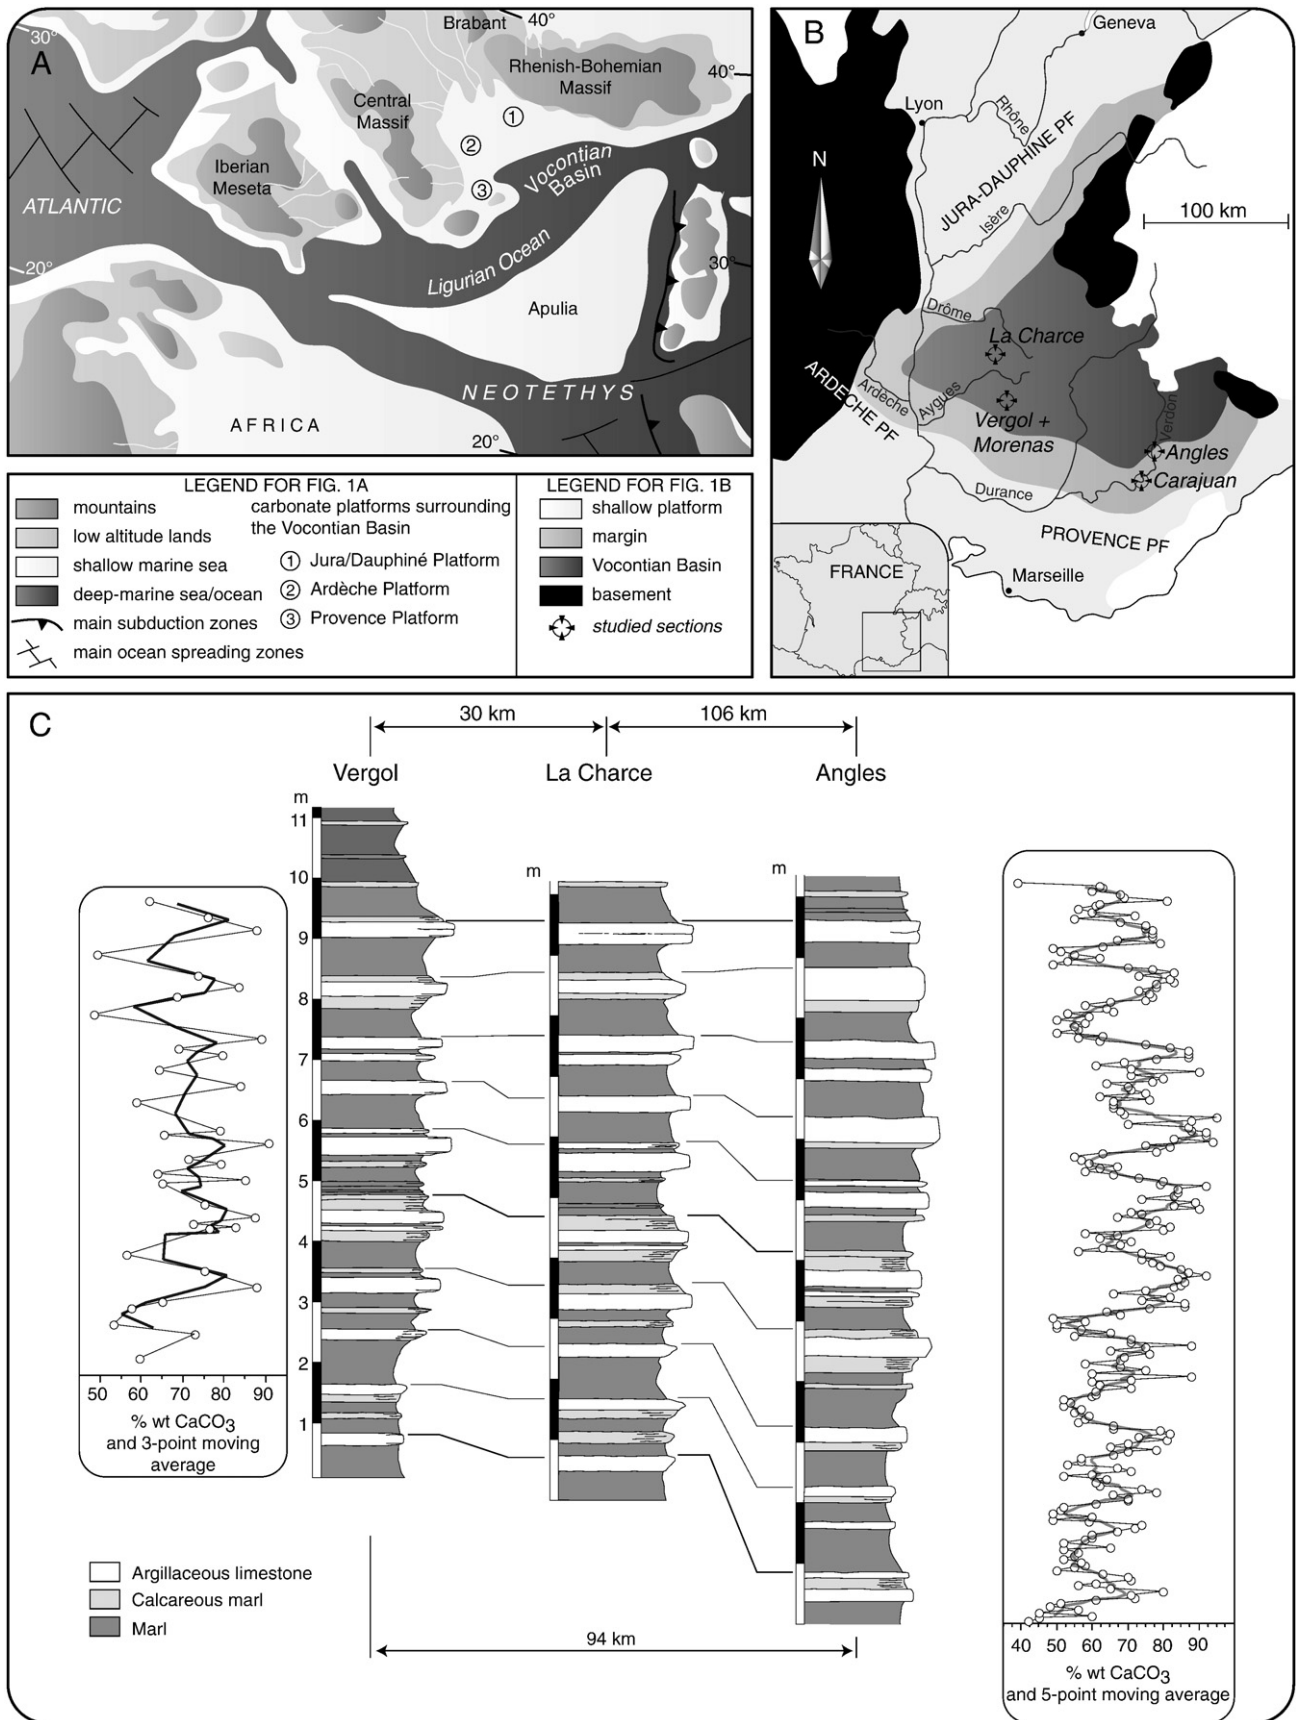 A
30°
Brabant
40°
Rhenish-Bohemian
Massif
40°
Central
Massif
1
2
3
Iberian
Meseta
Vocontian
Basin
ATLANTIC
Ligurian Ocean
20°
30°
Apulia
NEOTETHYS
AFRICA
20°
LEGEND FOR FIG. 1A
mountains
low altitude lands
shallow marine sea
deep-marine sea/ocean
main subduction zones
main ocean spreading zones
carbonate platforms surrounding
the Vocontian Basin
1 Jura/Dauphiné Platform
2 Ardèche Platform
3 Provence Platform
LEGEND FOR FIG. 1B
shallow platform
margin
Vocontian Basin
basement
studied sections
B
Geneva
Lyon
Rhône
N
JURA-DAUPHINE PF
Isère
100 km
Drôme
La Charce
ARDECHE PF
Ardèche
Aygues
Vergol +
Morenas
Verdon
Angles
Carajuan
Durance
PROVENCE PF
FRANCE
Marseille
C
30 km
106 km
Vergol
La Charce
Angles
m
11
10
9
8
7
6
5
4
3
2
1
m
m
50 60 70 80 90
% wt CaCO3
and 3-point moving
average
Argillaceous limestone
Calcareous marl
Marl
94 km
40 50 60 70 80 90
% wt CaCO3
and 5-point moving average